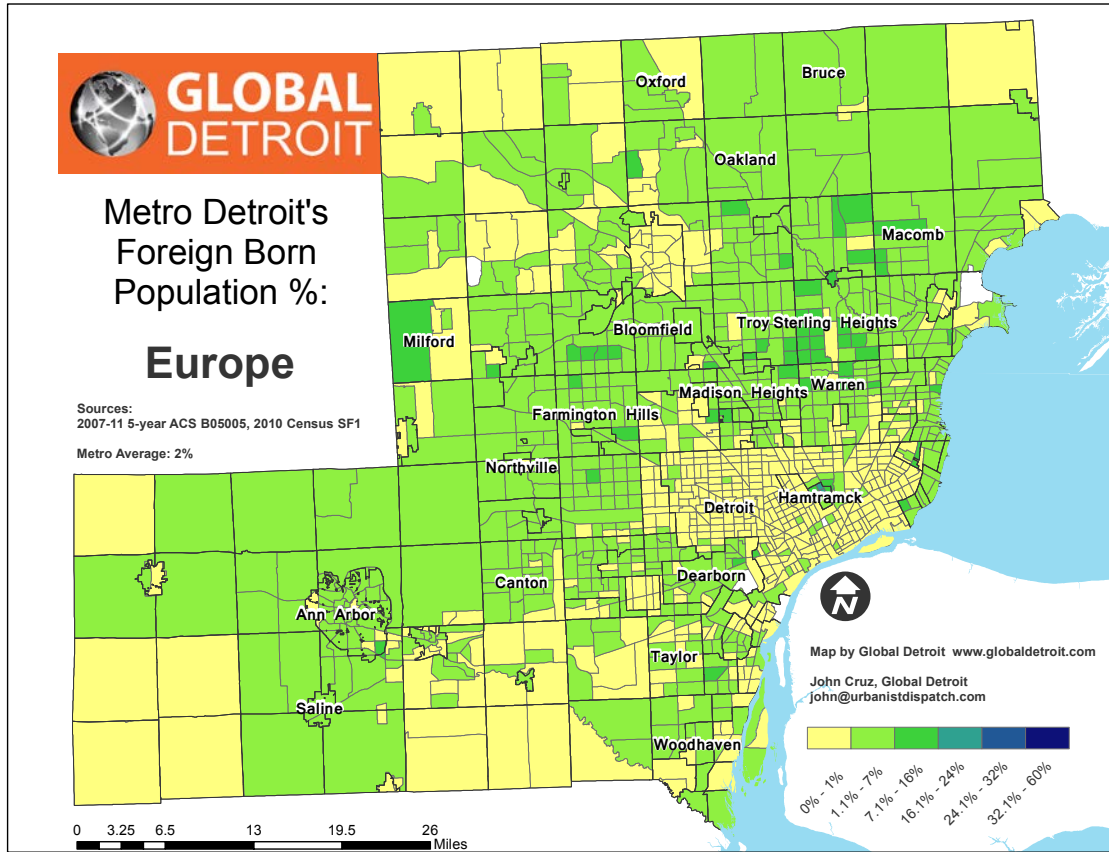 GLOBAL
DETROIT
Metro Detroit's
Foreign Born
Population %:
Europe
Sources:
2007-11 5-year ACS B05005, 2010 Census SF1
Metro Average: 2%
Oxford
Bruce
Oakland
Macomb
Milford
Bloomfield
Troy
Sterling Heights
Madison Heights
Warren
Farmington Hills
Northville
Detroit
Hamtramck
Canton
Dearborn
Ann Arbor
Taylor
Saline
Woodhaven
N
Map by Global Detroit www.globaldetroit.com
John Cruz, Global Detroit
john@urbanistdispatch.com
0% - 1%
1.1% - 7%
7.1% - 16%
16.1% - 24%
24.1% - 32%
32.1% - 60%
0 3.25 6.5 13 19.5 26
Miles